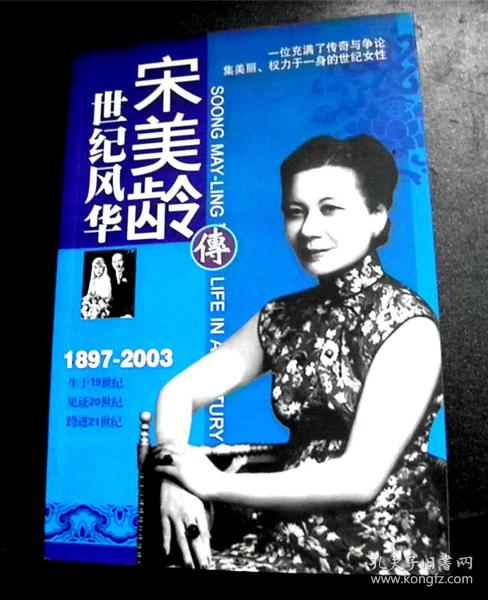 一位充满了传奇与争论
集美丽、权力于一身的世纪女性
宋美龄
傳
世纪风华
SOONG MAY-LING
LIFE IN A
TURY
1897-2003
生于19世纪
见证20世纪
跨进21世纪
孔夫子旧书网
www.kongfz.com